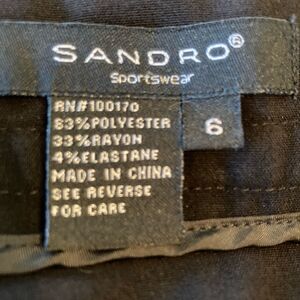 SANDRO®
Sportswear
RN#100170
63%POLYESTER
33%RAYON
4%ELASTANE
MADE IN CHINA
SEE REVERSE
FOR CARE
6